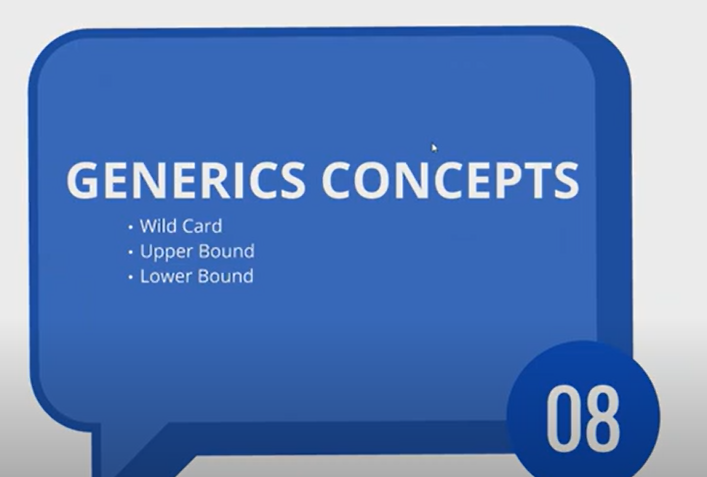 GENERICS CONCEPTS
• Wild Card
• Upper Bound
• Lower Bound
08